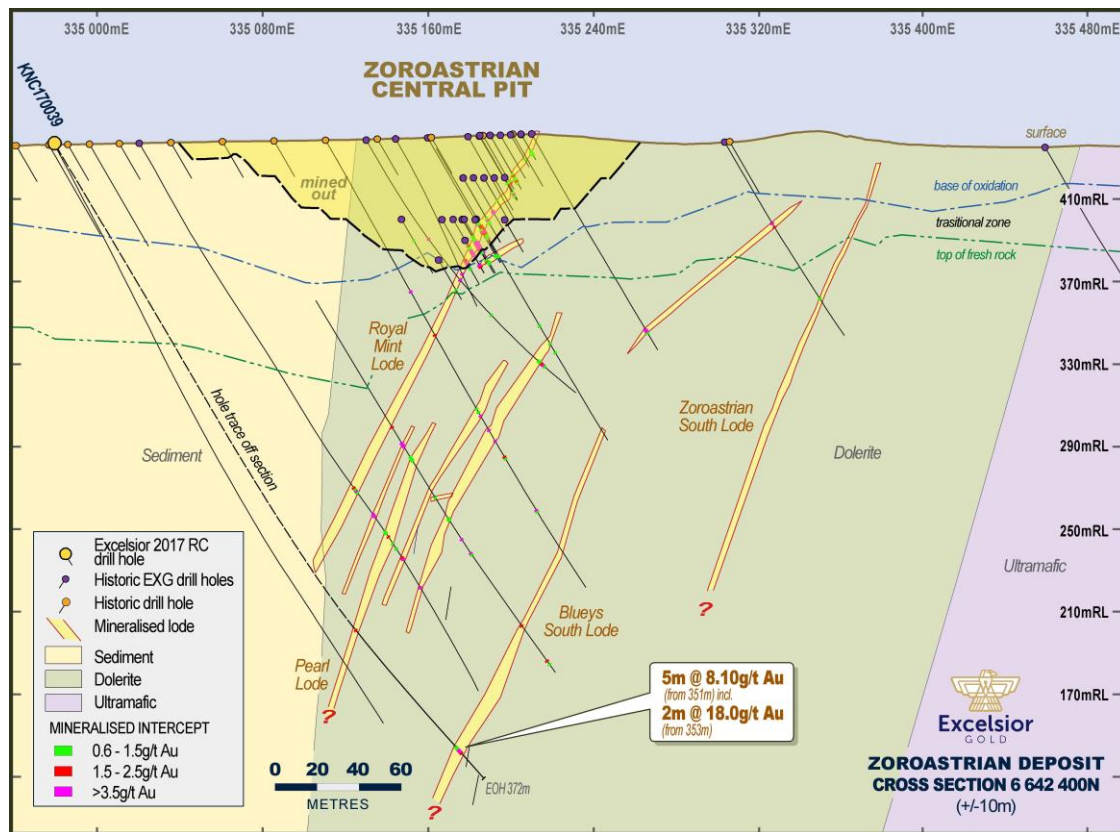 335 000mE
335 080mE
335 160mE
335 240mE
335 320mE
335 400mE
335 480mE
KNC170039
ZOROASTRIAN
CENTRAL PIT
surface
mined
out
base of oxidation
410mRL
trasitional zone
top of fresh rock
370mRL
Royal
Mint
Lode
330mRL
hole trace off section
Zoroastrian
South Lode
Sediment
Dolerite
290mRL
250mRL
Ultramafic
Excelsior 2017 RC
drill hole
Historic EXG drill holes
Historic drill hole
Mineralised lode
Sediment
Dolerite
Ultramafic
MINERALISED INTERCEPT
0.6 - 1.5g/t Au
1.5 - 2.5g/t Au
>3.5g/t Au
210mRL
?
Blueys
South Lode
Pearl
Lode
?
5m @ 8.10g/t Au
(from 351m) incl.
2m @ 18.0g/t Au
(from 353m)
170mRL
Excelsior
GOLD
0 20 40 60
METRES
EOH 372m
?
ZOROASTRIAN DEPOSIT
CROSS SECTION 6 642 400N
(+/-10m)